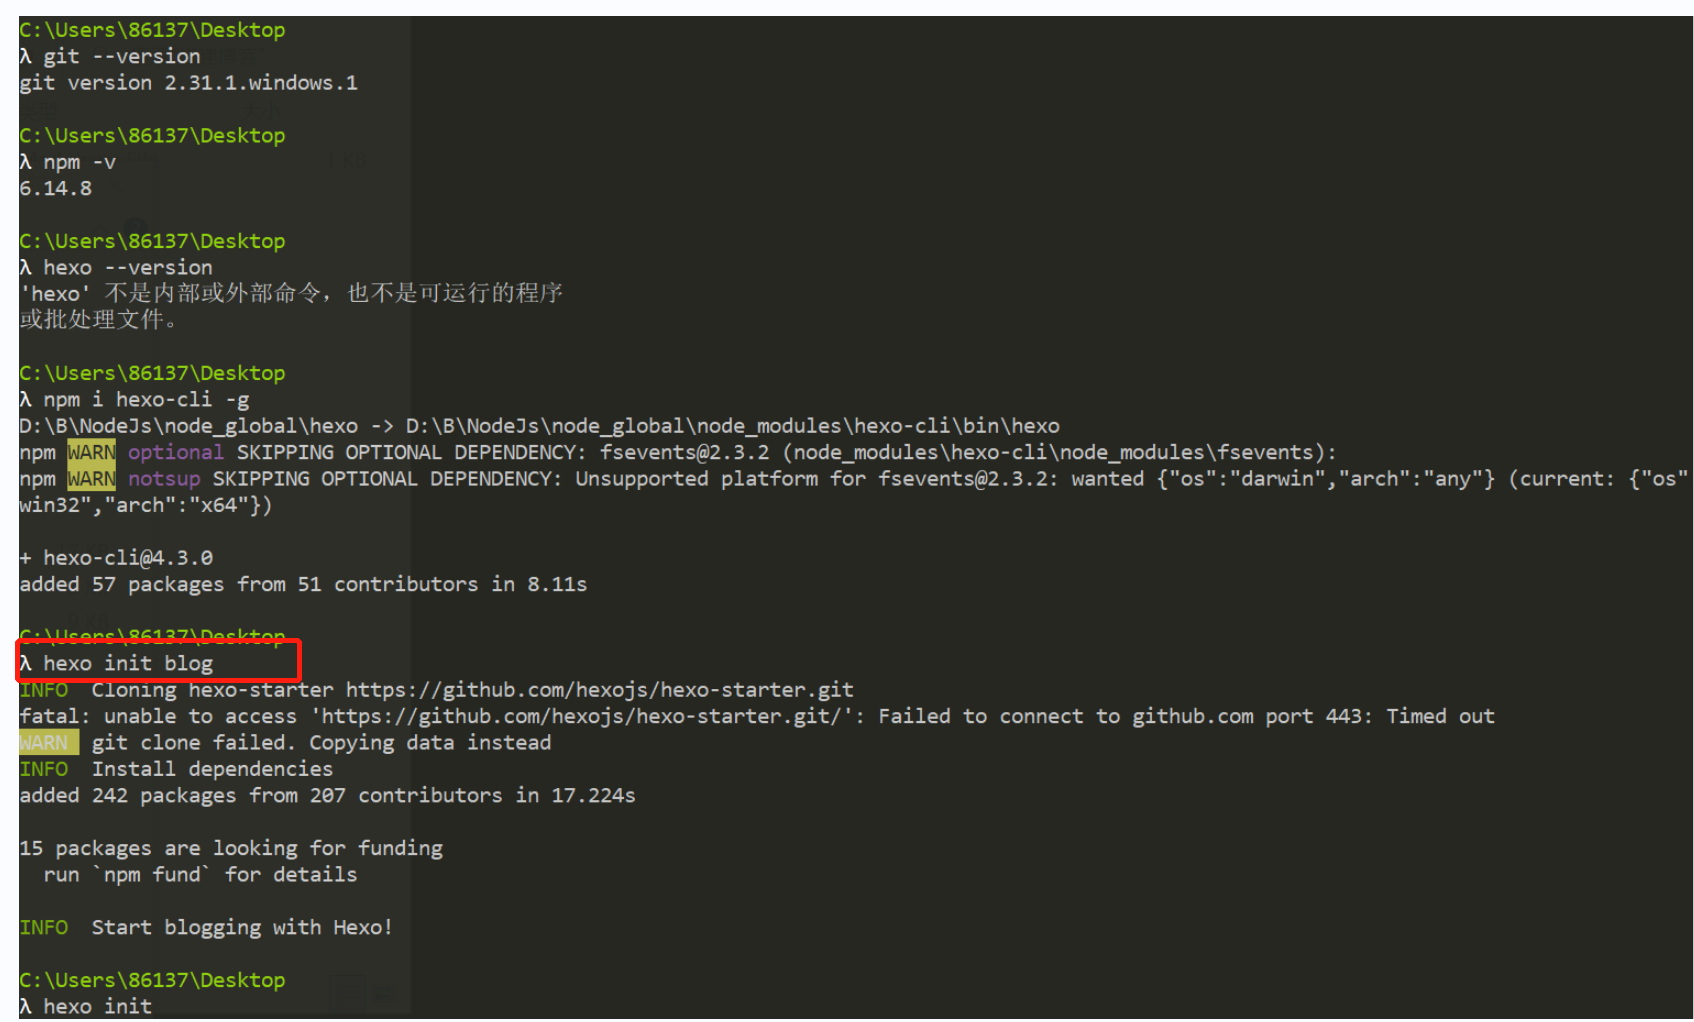 C:\Users\86137\Desktop
λ git --version
git version 2.31.1.windows.1
C:\Users\86137\Desktop
λ npm -v
6.14.8
C:\Users\86137\Desktop
λ hexo --version
'hexo' 不是内部或外部命令，也不是可运行的程序
或批处理文件。
C:\Users\86137\Desktop
λ npm i hexo-cli -g
D:\B\NodeJs\node_global\hexo -> D:\B\NodeJs\node_global\node_modules\hexo-cli\bin\hexo
npm WARN optional SKIPPING OPTIONAL DEPENDENCY: fsevents@2.3.2 (node_modules\hexo-cli\node_modules\fsevents):
npm WARN notsup SKIPPING OPTIONAL DEPENDENCY: Unsupported platform for fsevents@2.3.2: wanted {"os":"darwin","arch":"any"} (current: {"os"
win32","arch":"x64"})
+ hexo-cli@4.3.0
added 57 packages from 51 contributors in 8.11s
C:\Users\86137\Desktop
λ hexo init blog
INFO  Cloning hexo-starter https://github.com/hexojs/hexo-starter.git
fatal: unable to access 'https://github.com/hexojs/hexo-starter.git/': Failed to connect to github.com port 443: Timed out
WARN  git clone failed. Copying data instead
INFO  Install dependencies
added 242 packages from 207 contributors in 17.224s
15 packages are looking for funding
  run `npm fund` for details
INFO  Start blogging with Hexo!
C:\Users\86137\Desktop
λ hexo init